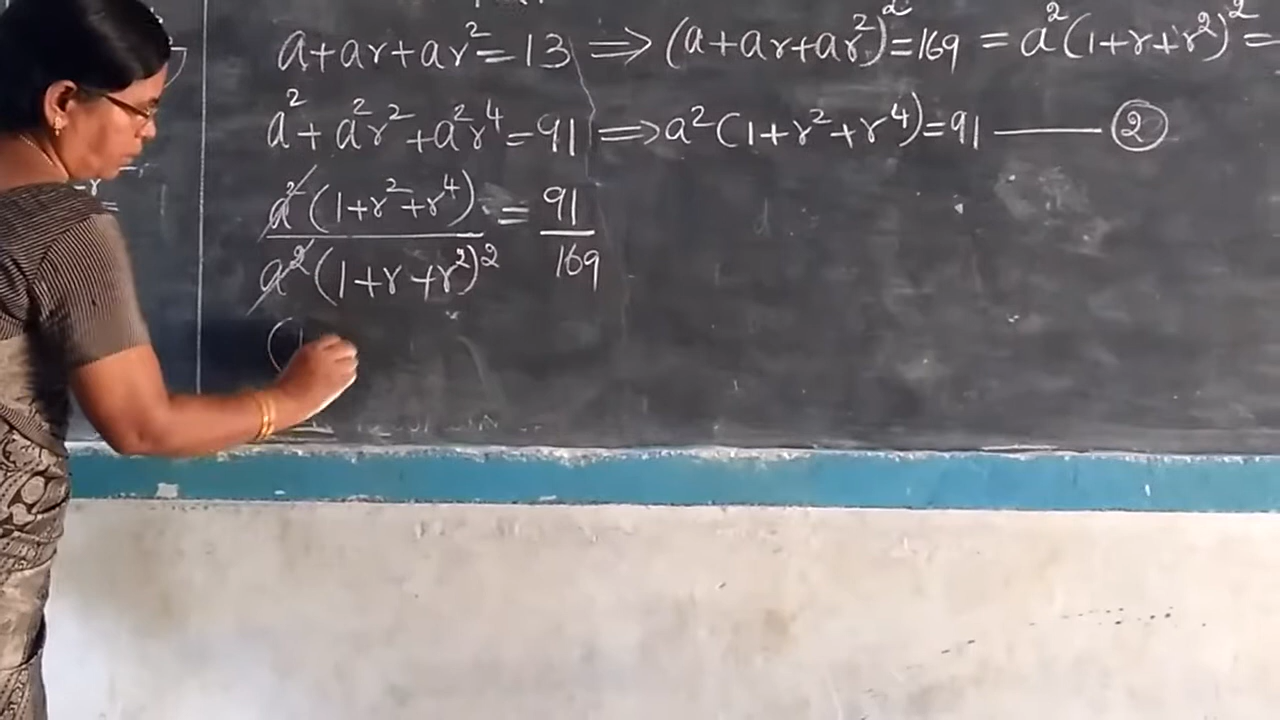 a+ar+ar²=13 ⟹ (a+ar+ar²)²=169 = a²(1+r+r²)²=
a²+a²r²+a²r⁴=91 ⟹ a²(1+r²+r⁴)=91 —— ②
a²(1+r²+r⁴) / a²(1+r+r²)² = 91/169
(1